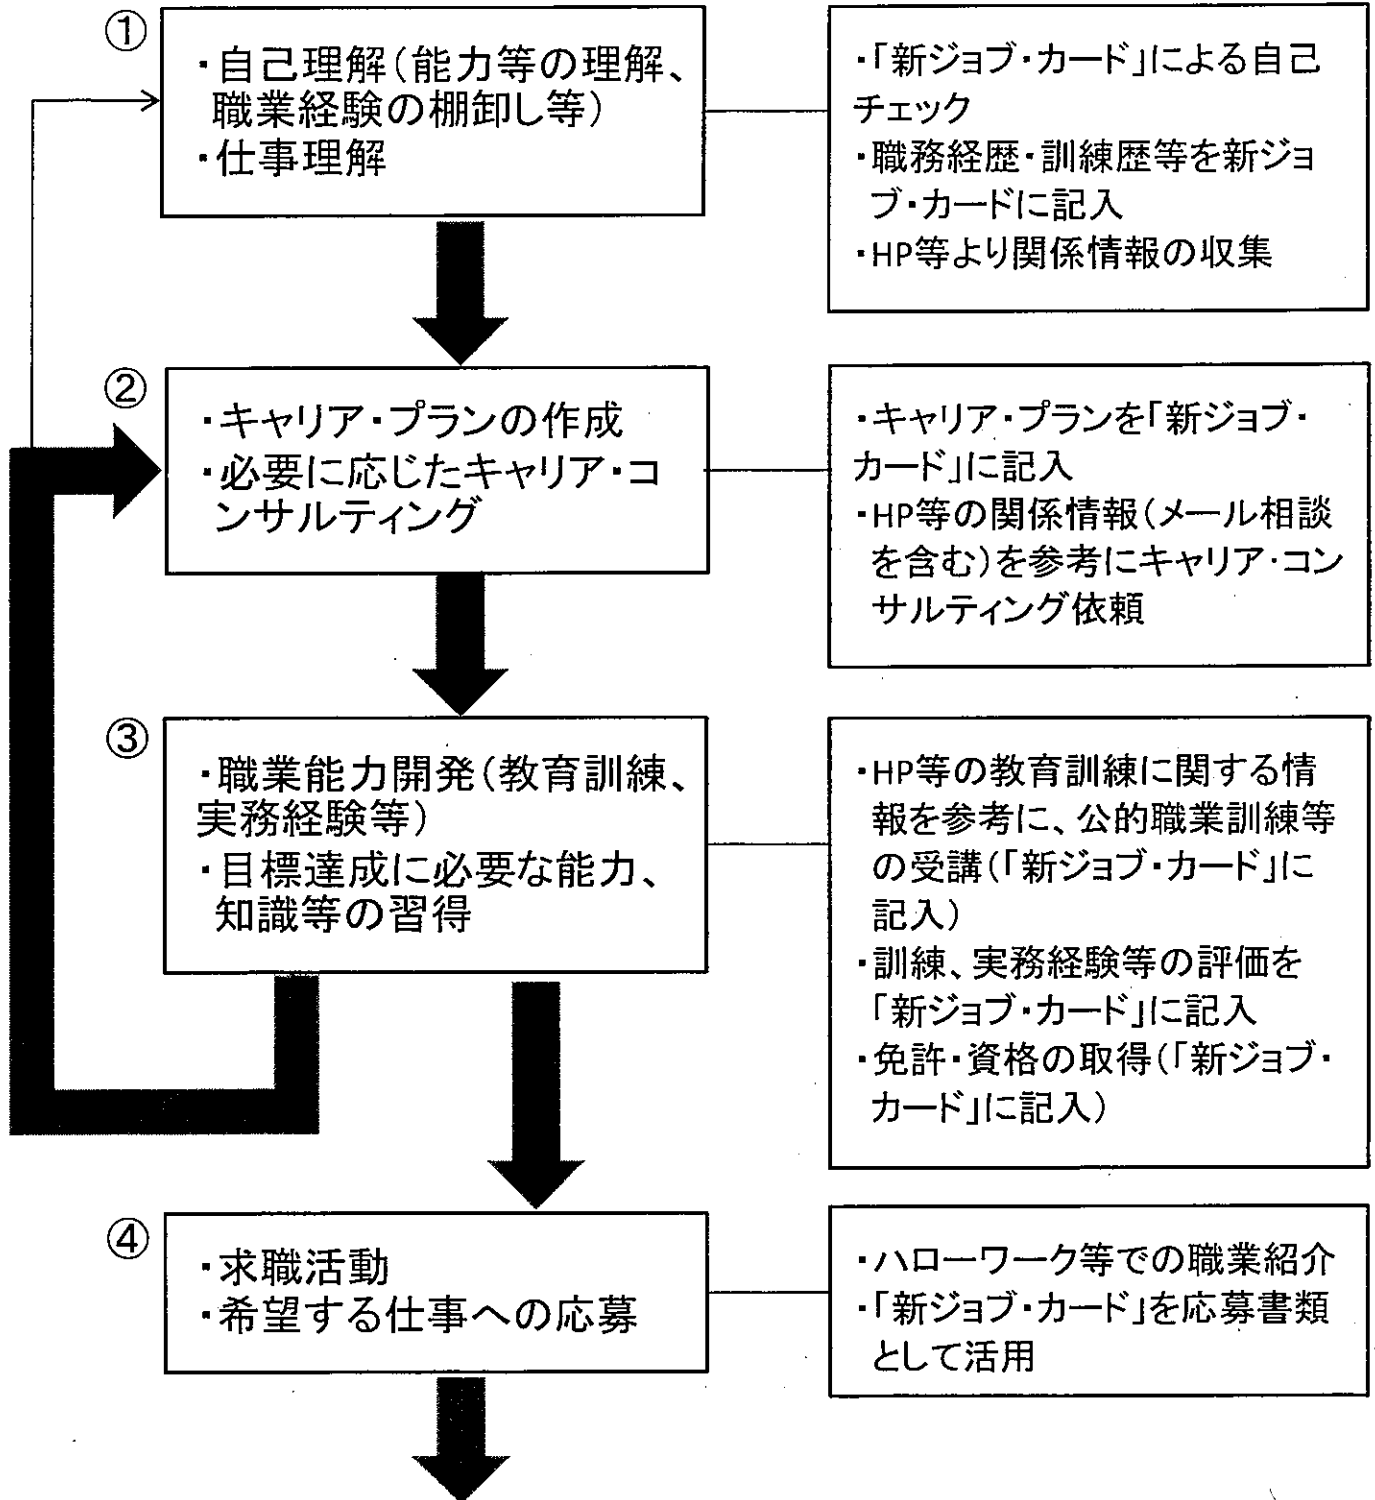 ①
・自己理解(能力等の理解、
職業経験の棚卸し等)
・仕事理解
・「新ジョブ・カード」による自己
チェック
・職務経歴・訓練歴等を新ジョ
ブ・カードに記入
・HP等より関係情報の収集
②
・キャリア・プランの作成
・必要に応じたキャリア・コ
ンサルティング
・キャリア・プランを「新ジョブ・
カード」に記入
・HP等の関係情報(メール相談
を含む)を参考にキャリア・コン
サルティング依頼
③
・職業能力開発(教育訓練、
実務経験等)
・目標達成に必要な能力、
知識等の習得
・HP等の教育訓練に関する情
報を参考に、公的職業訓練等
の受講(「新ジョブ・カード」に
記入)
・訓練、実務経験等の評価を
「新ジョブ・カード」に記入
・免許・資格の取得(「新ジョブ・
カード」に記入)
④
・求職活動
・希望する仕事への応募
・ハローワーク等での職業紹介
・「新ジョブ・カード」を応募書類
として活用